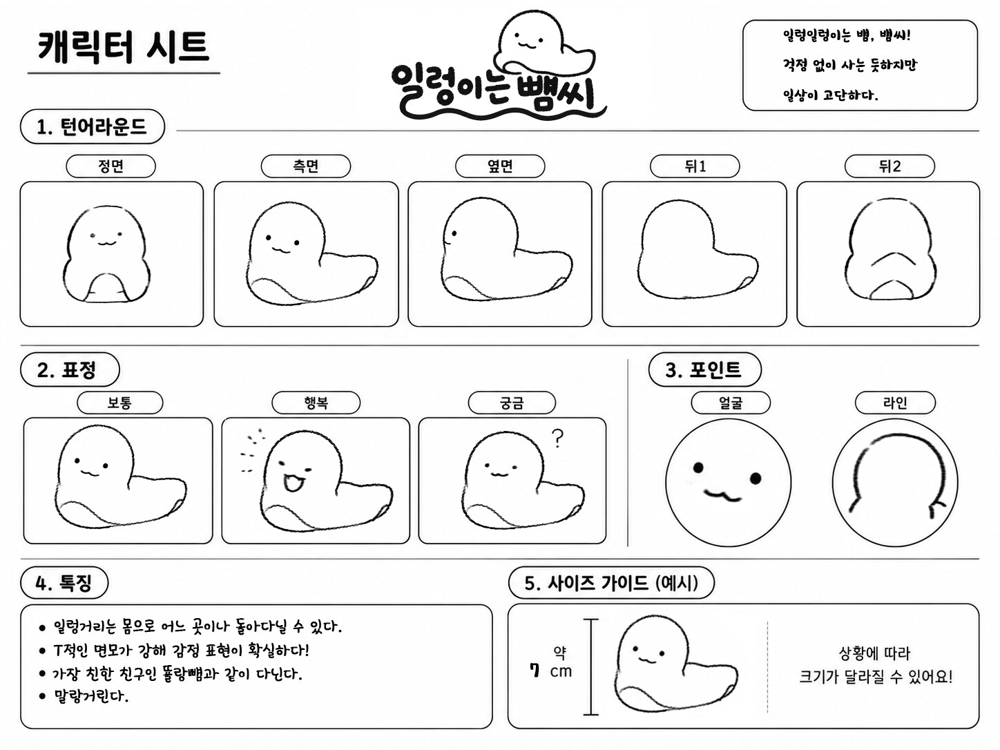 캐릭터 시트
일렁이는 뺌씨
일렁일렁이는 뱀, 뱀씨!
걱정 없이 사는 듯하지만
일상이 고단하다.
1. 턴어라운드
정면
측면
옆면
뒤1
뒤2
2. 표정
보통
행복
궁금
?
3. 포인트
얼굴
라인
4. 특징
• 일렁거리는 몸으로 어느 곳이나 돌아다닐 수 있다.
• T적인 면모가 강해 감정 표현이 확실하다!
• 가장 친한 친구인 뚤랑뺌과 같이 다닌다.
• 말랑거린다.
5. 사이즈 가이드 (예시)
약
7 cm
상황에 따라
크기가 달라질 수 있어요!